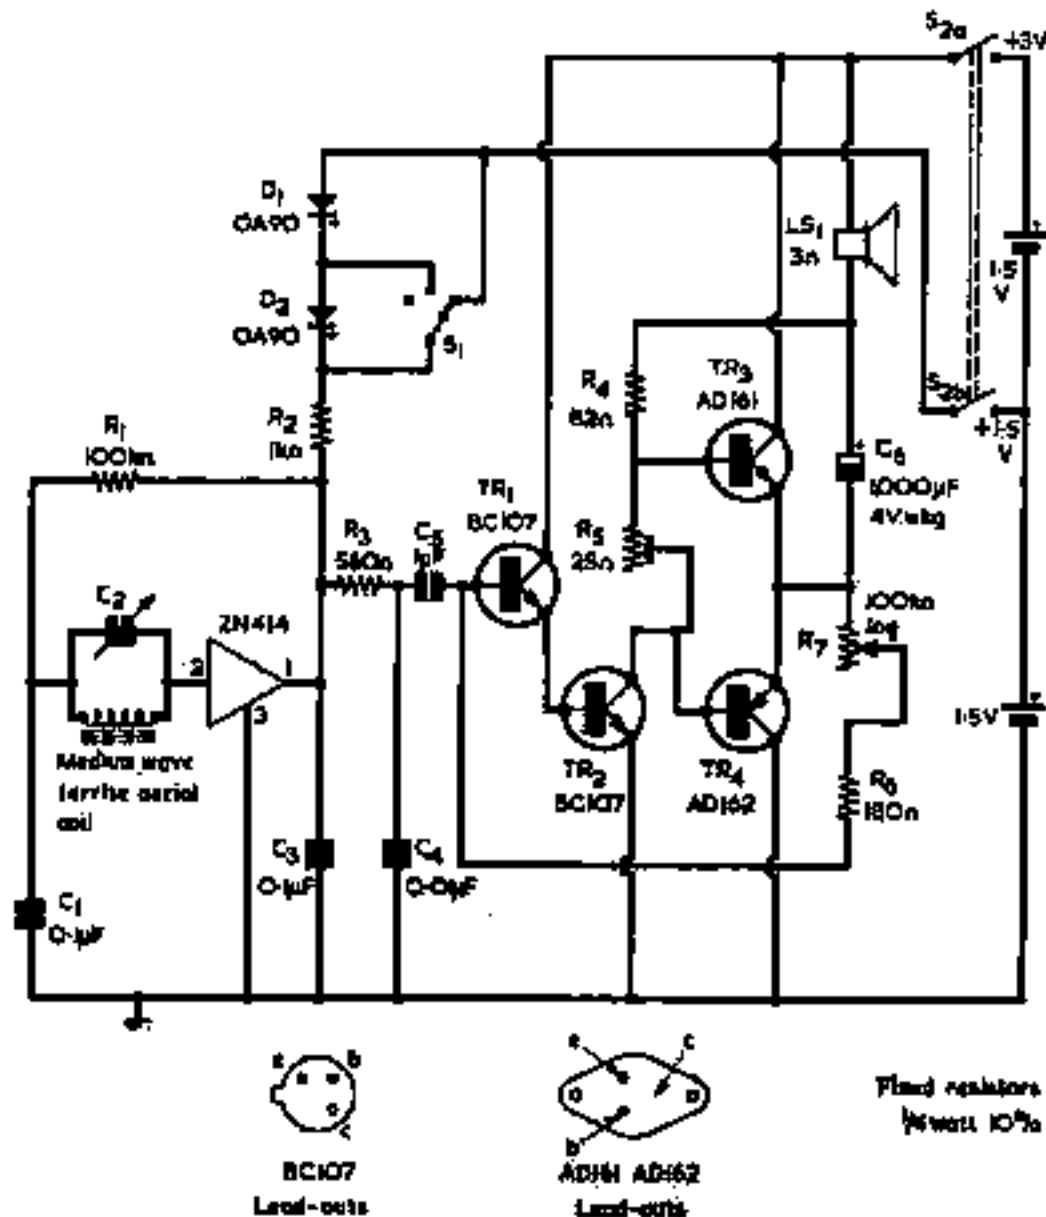 S2a
+3V
D1
OA90
LS1
3Ω
1.5
V
D2
OA90
S1
S2b
+1.5
V
R4
82Ω
TR3
AD161
R2
1kΩ
R1
100kΩ
C6
1000μF
4V.wkg
TR1
BC107
R3
C5
1μF
R5
25Ω
100kΩ
log
R7
C2
ZN414
2
1
3
1.5V
Medium wave
ferrite aerial
coil
TR2
BC107
TR4
AD162
R6
180Ω
C3
0.1μF
C4
C1
0.1μF
e
b
c
BC107
Lead-outs
e
c
b
AD161 AD162
Lead-outs
Fixed resistors
¼watt 10%